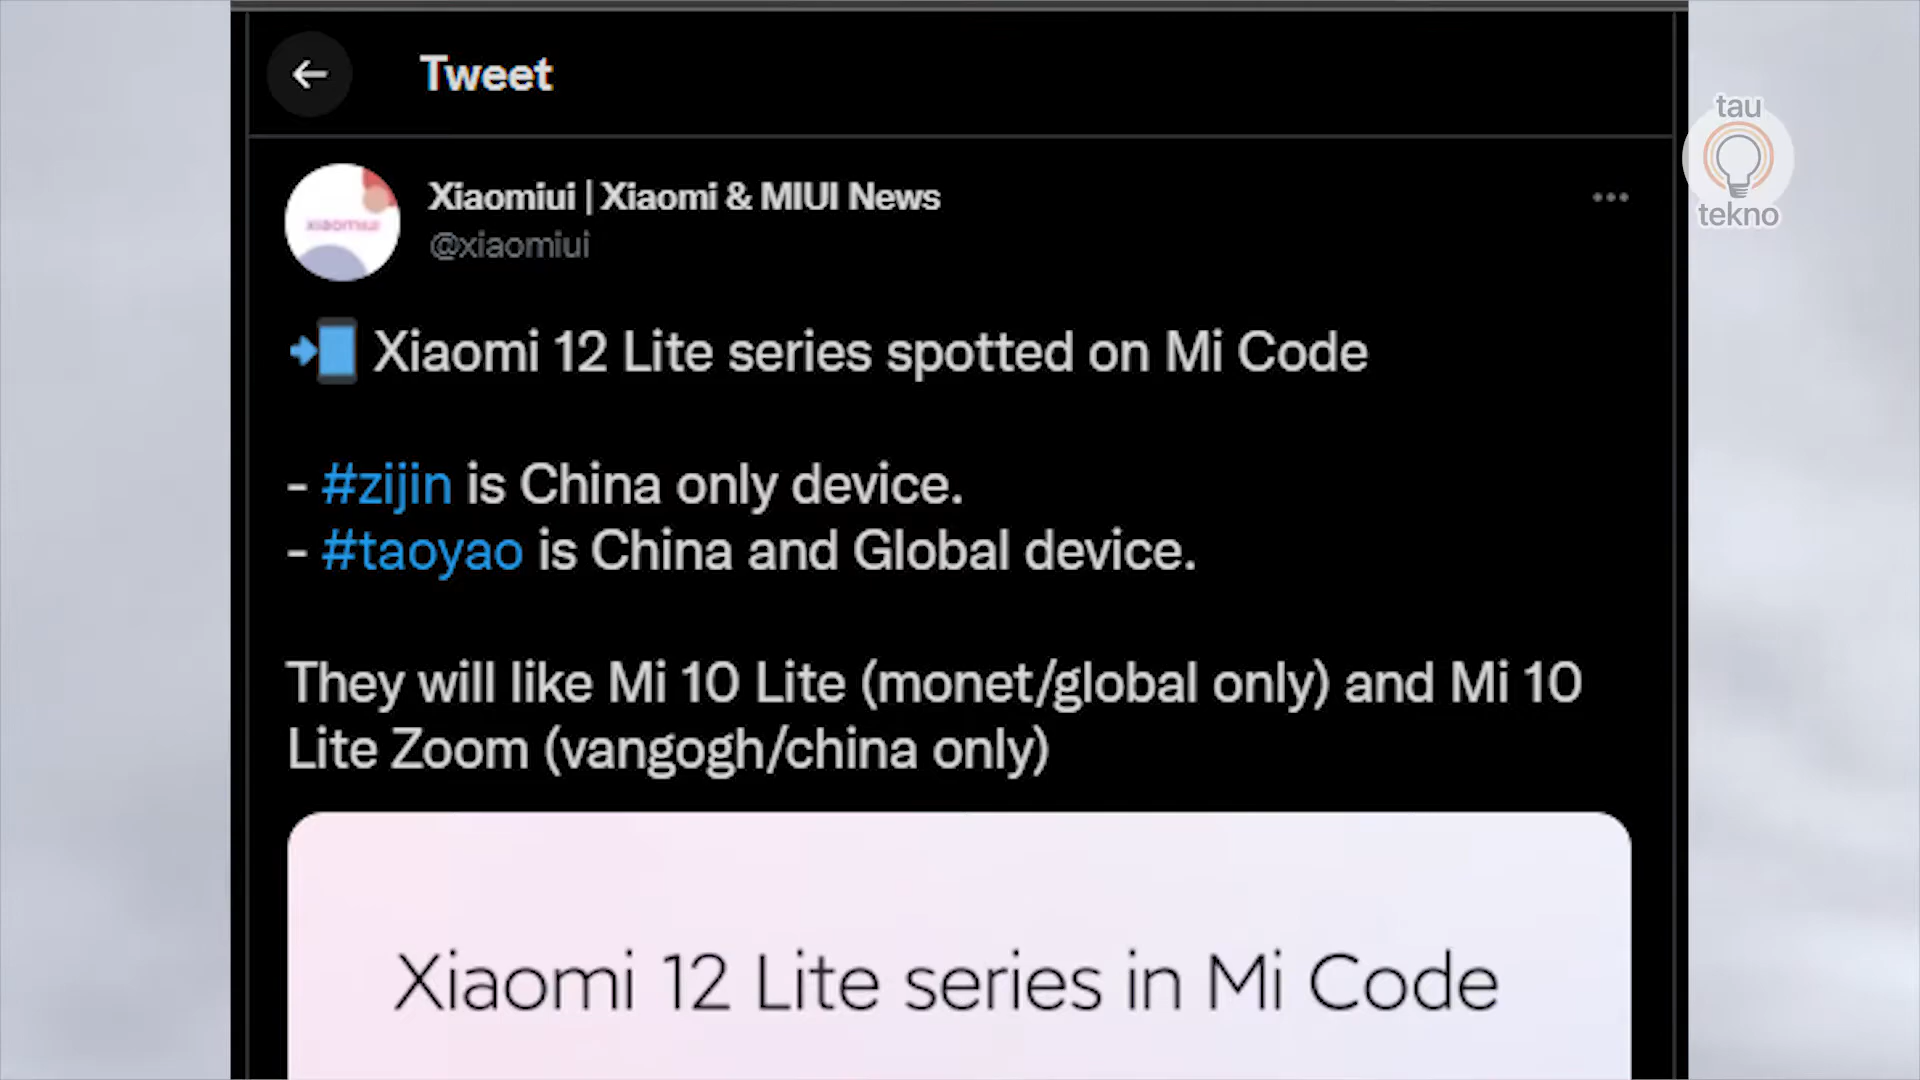 Tweet
tau
tekno
Xiaomiui | Xiaomi & MIUI News
@xiaomiui
xiaomiui
Xiaomi 12 Lite series spotted on Mi Code
- #zijin is China only device.
- #taoyao is China and Global device.
They will like Mi 10 Lite (monet/global only) and Mi 10
Lite Zoom (vangogh/china only)
Xiaomi 12 Lite series in Mi Code